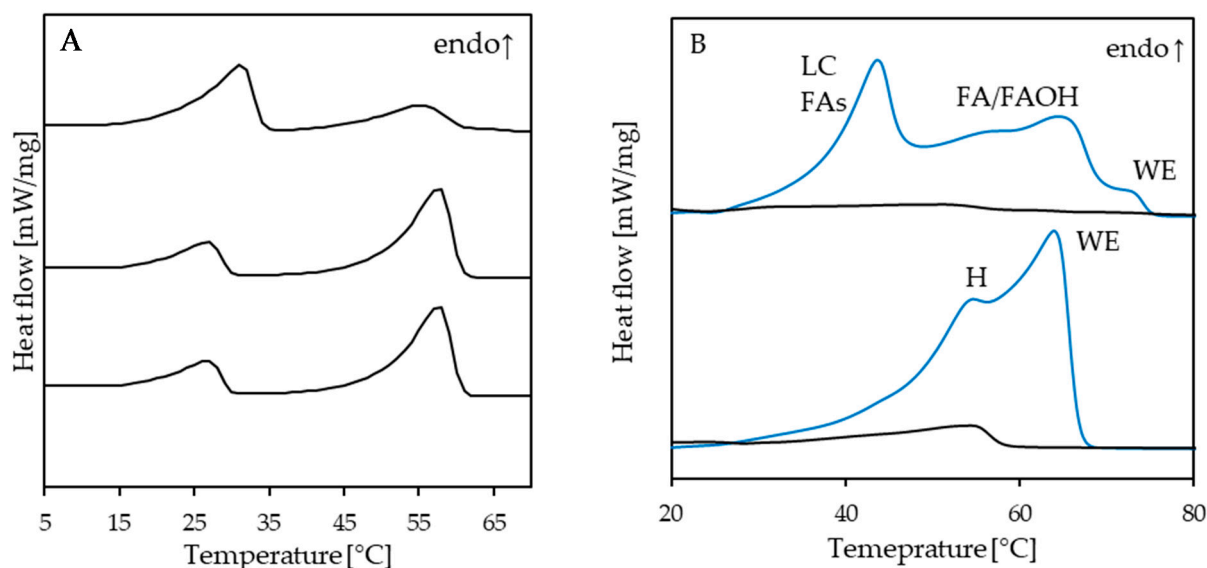 A
endo↑
Heat flow [mW/mg]
5 15 25 35 45 55 65
Temperature [°C]
B
endo↑
LC
FAs
FA/FAOH
WE
WE
H
Heat flow [mW/mg]
20 40 60 80
Temeprature [°C]